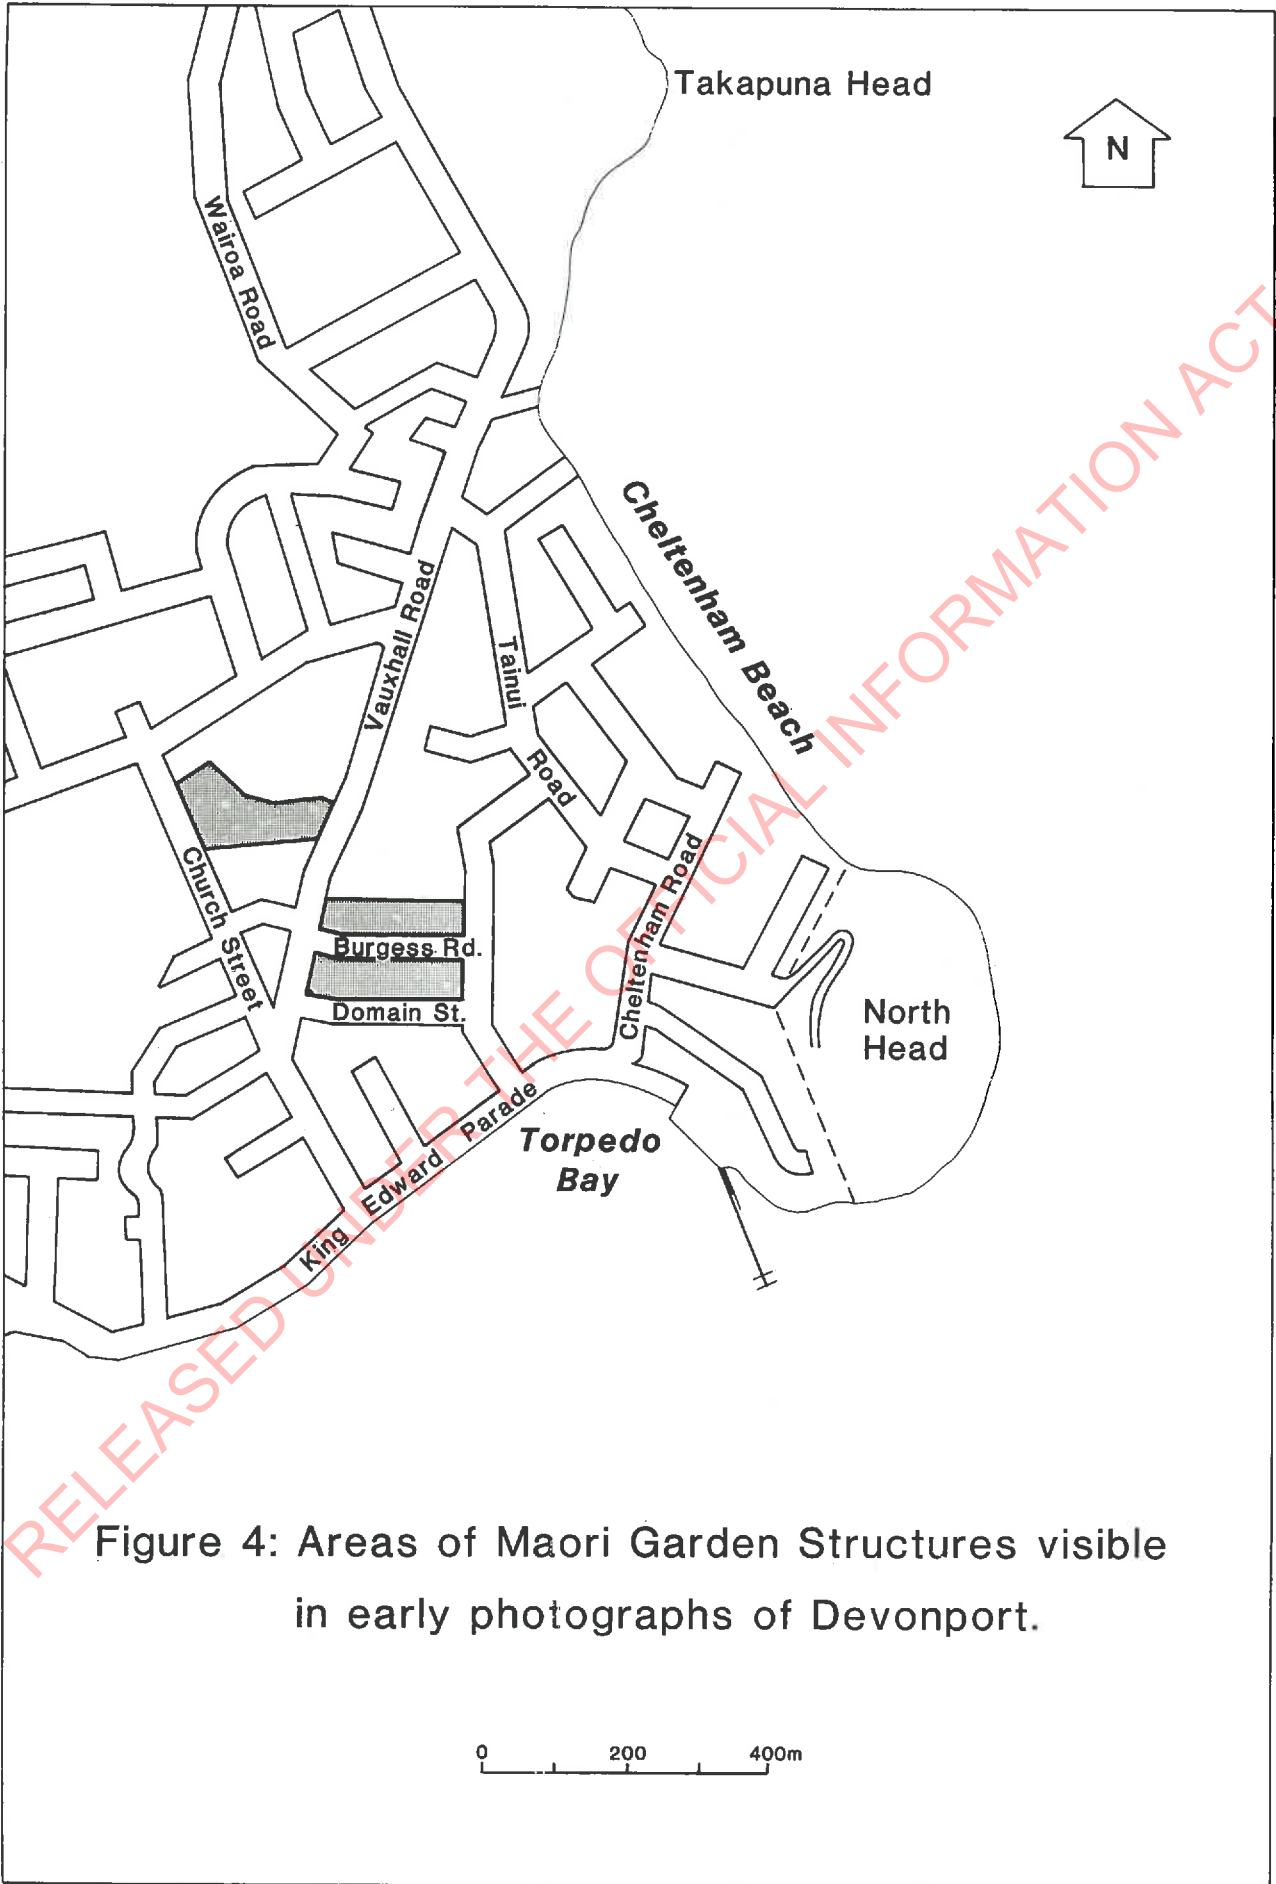 Takapuna Head
N
Wairoa Road
Cheltenham Beach
Vauxhall Road
Tainui
Road
Church Street
Cheltenham Road
Burgess Rd.
Domain St.
North
Head
King Edward Parade
Torpedo
Bay
RELEASED UNDER THE OFFICIAL INFORMATION ACT
Figure 4: Areas of Maori Garden Structures visible
in early photographs of Devonport.
0 200 400m